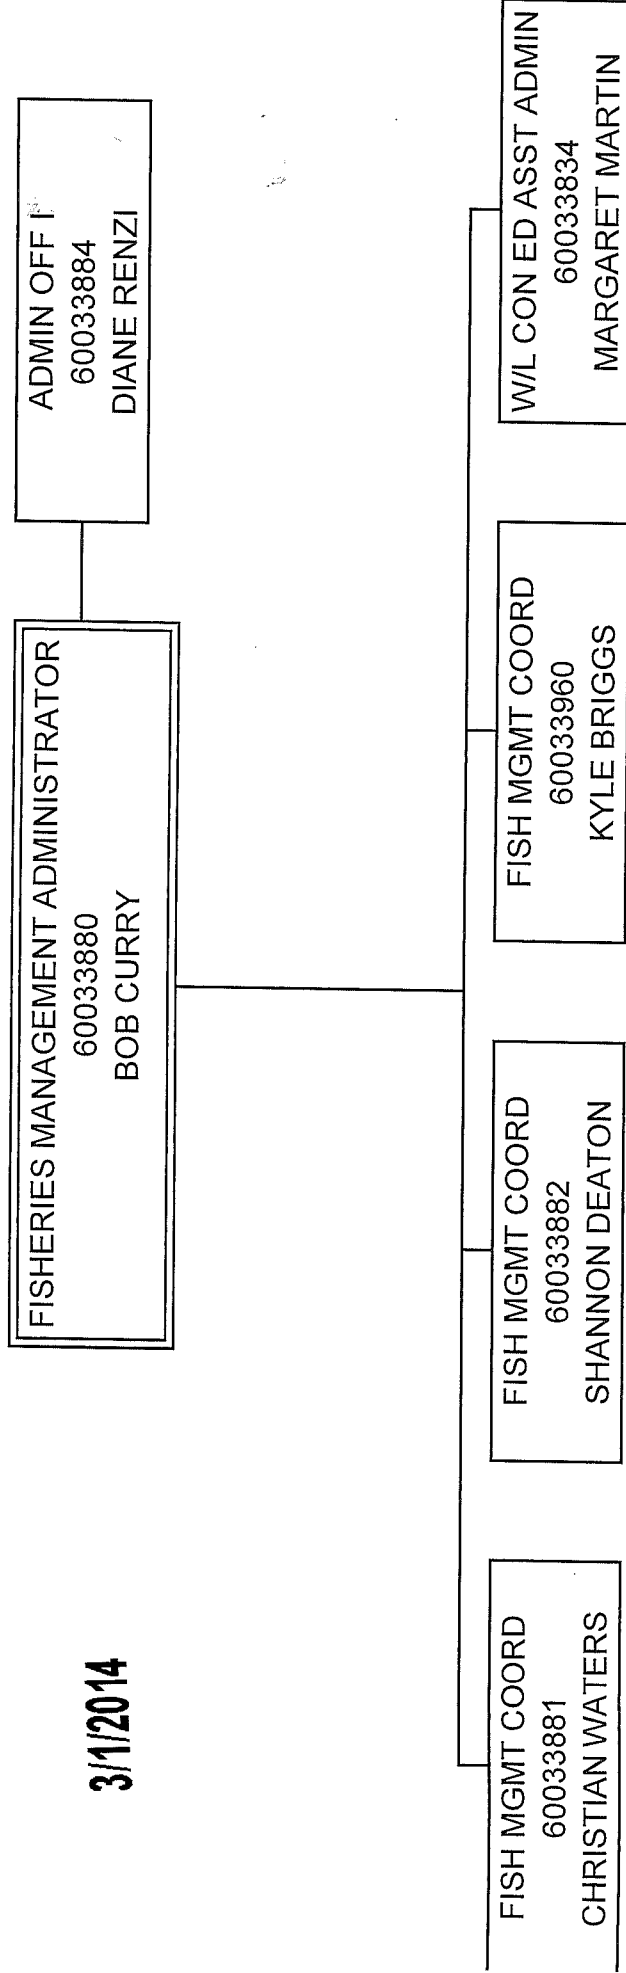 3/1/2014
FISHERIES MANAGEMENT ADMINISTRATOR
60033880
BOB CURRY
ADMIN OFF I
60033884
DIANE RENZI
FISH MGMT COORD
60033881
CHRISTIAN WATERS
FISH MGMT COORD
60033882
SHANNON DEATON
FISH MGMT COORD
60033960
KYLE BRIGGS
W/L CON ED ASST ADMIN
60033834
MARGARET MARTIN